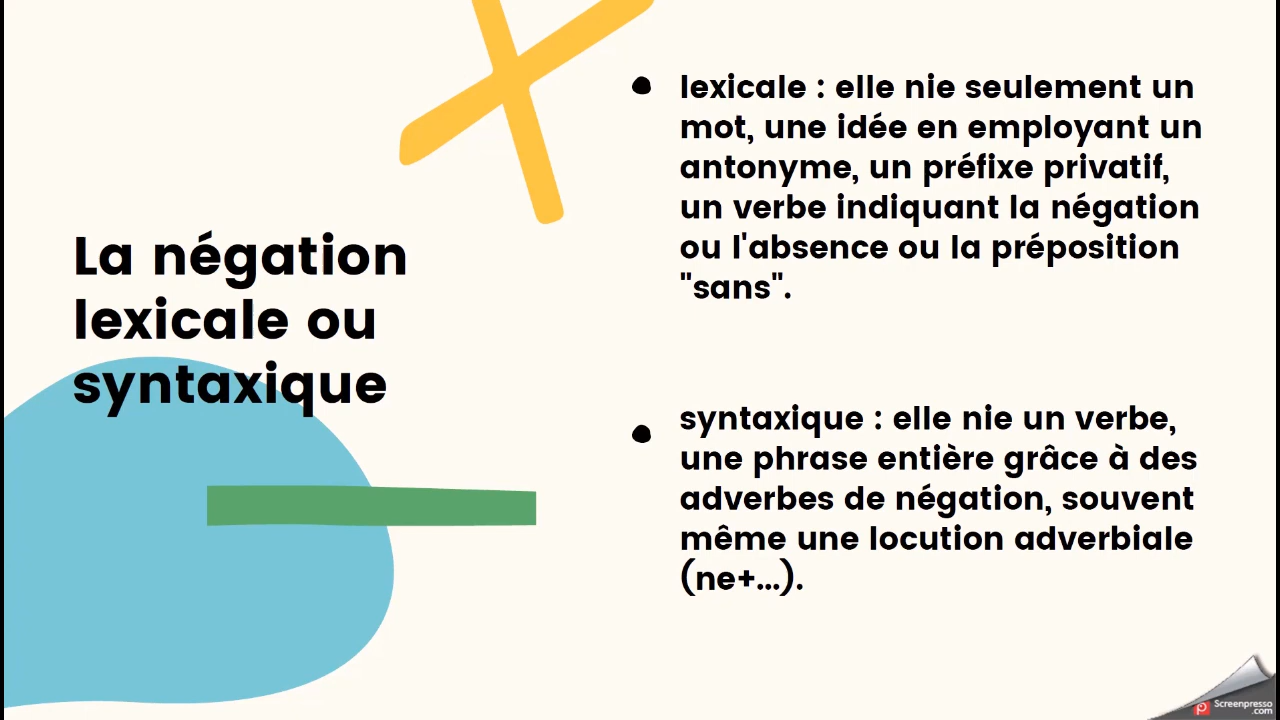 La négation
lexicale ou
syntaxique
lexicale : elle nie seulement un
mot, une idée en employant un
antonyme, un préfixe privatif,
un verbe indiquant la négation
ou l'absence ou la préposition
"sans".
syntaxique : elle nie un verbe,
une phrase entière grâce à des
adverbes de négation, souvent
même une locution adverbiale
(ne+...).
Screenpresso
.com